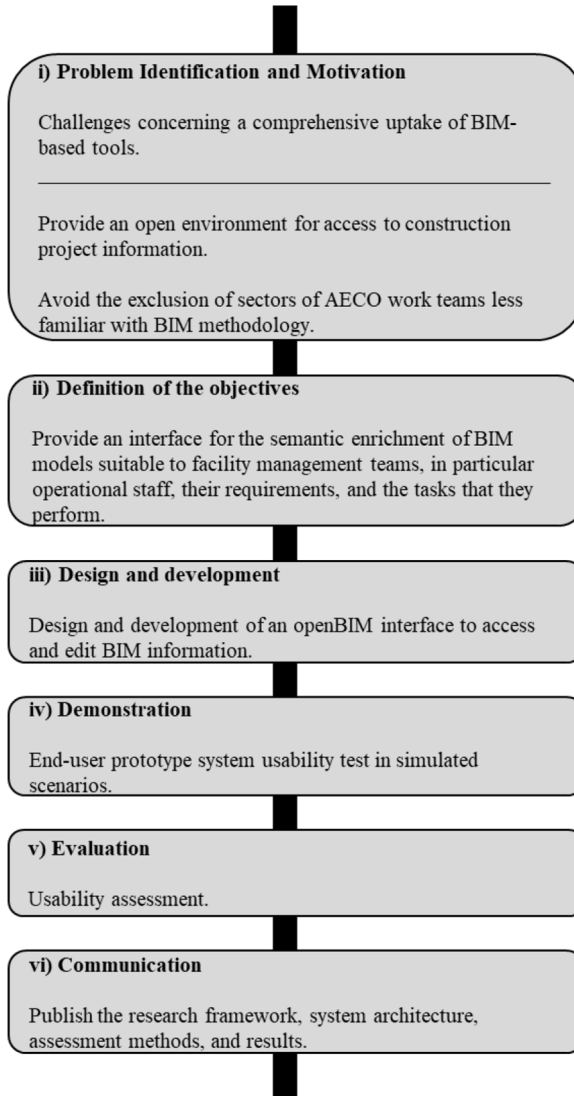 i) Problem Identification and Motivation
Challenges concerning a comprehensive uptake of BIM-
based tools.
Provide an open environment for access to construction
project information.
Avoid the exclusion of sectors of AECO work teams less
familiar with BIM methodology.
ii) Definition of the objectives
Provide an interface for the semantic enrichment of BIM
models suitable to facility management teams, in particular
operational staff, their requirements, and the tasks that they
perform.
iii) Design and development
Design and development of an openBIM interface to access
and edit BIM information.
iv) Demonstration
End-user prototype system usability test in simulated
scenarios.
v) Evaluation
Usability assessment.
vi) Communication
Publish the research framework, system architecture,
assessment methods, and results.